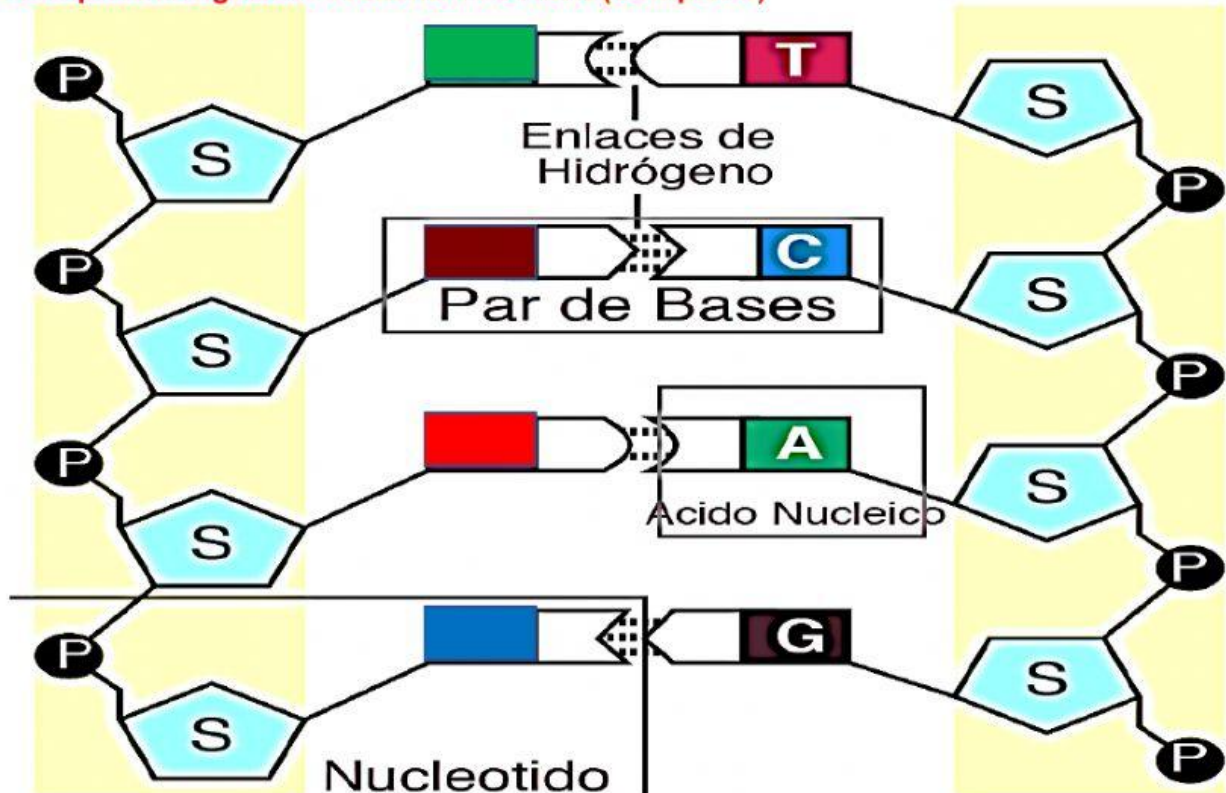 P
T
S
S
Enlaces de
Hidrógeno
P
P
C
S
S
Par de Bases
P
P
A
S
S
Acido Nucleico
P
P
G
S
S
Nucleotido
P